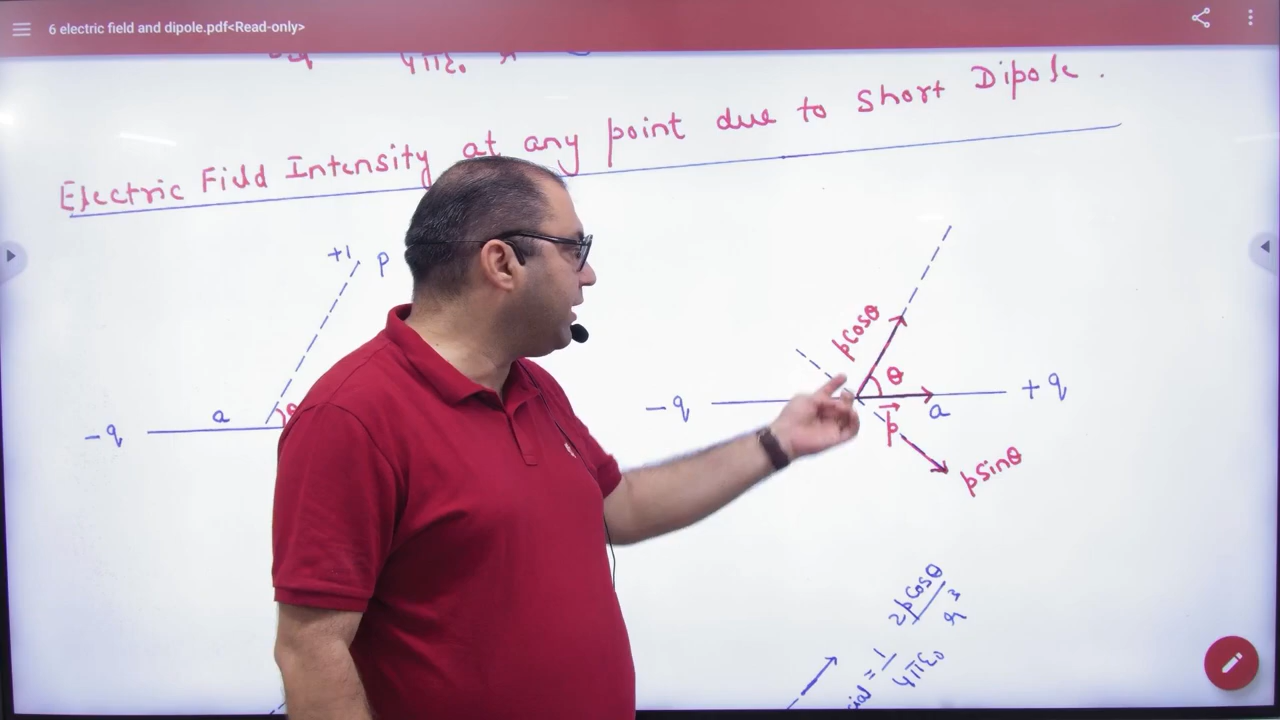 6 electric field and dipole.pdf<Read-only>
4πε₀
Electric Field Intensity at any point due to Short Dipole.
+1 P
a
-q
θ
pCosθ
θ
-q
+q
a
p⃗
pSinθ
= 1/4πε₀ 2pCosθ/r³